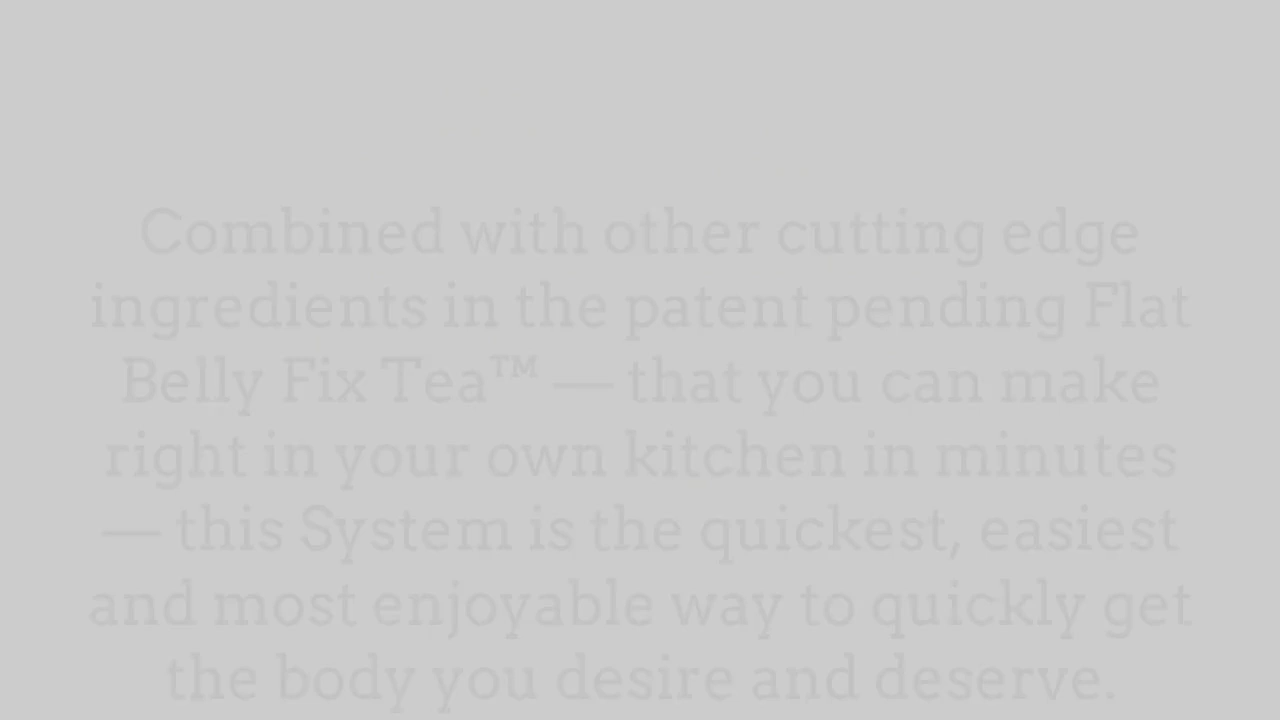 Combined with other cutting edge
ingredients in the patent pending Flat
Belly Fix Tea™ — that you can make
right in your own kitchen in minutes
— this System is the quickest, easiest
and most enjoyable way to quickly get
the body you desire and deserve.